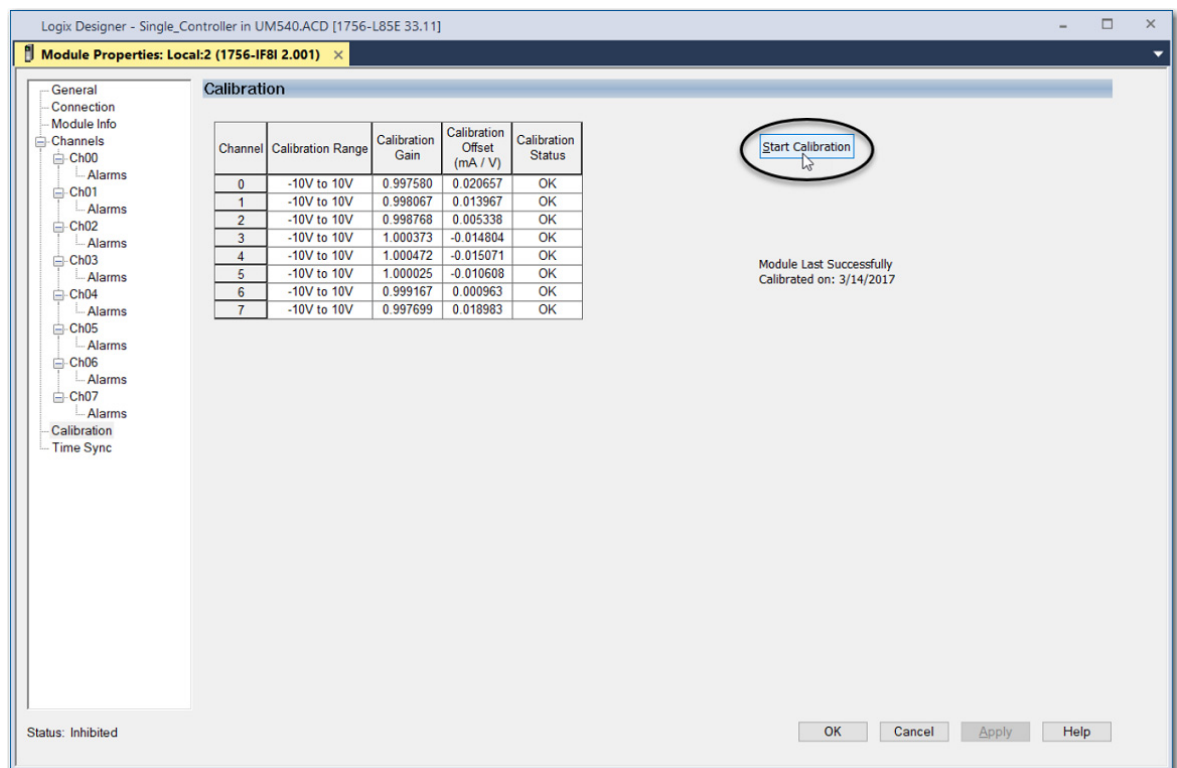 Logix Designer - Single_Controller in UM540.ACD [1756-L85E 33.11]
Module Properties: Local:2 (1756-IF8I 2.001)
General
Connection
Module Info
Channels
Ch00
Alarms
Ch01
Alarms
Ch02
Alarms
Ch03
Alarms
Ch04
Alarms
Ch05
Alarms
Ch06
Alarms
Ch07
Alarms
Calibration
Time Sync
Calibration
Channel Calibration Range Calibration Gain Calibration Offset (mA / V) Calibration Status
0 -10V to 10V 0.997580 0.020657 OK
1 -10V to 10V 0.998067 0.013967 OK
2 -10V to 10V 0.998768 0.005338 OK
3 -10V to 10V 1.000373 -0.014804 OK
4 -10V to 10V 1.000472 -0.015071 OK
5 -10V to 10V 1.000025 -0.010608 OK
6 -10V to 10V 0.999167 0.000963 OK
7 -10V to 10V 0.997699 0.018983 OK
Start Calibration
Module Last Successfully
Calibrated on: 3/14/2017
Status: Inhibited
OK Cancel Apply Help